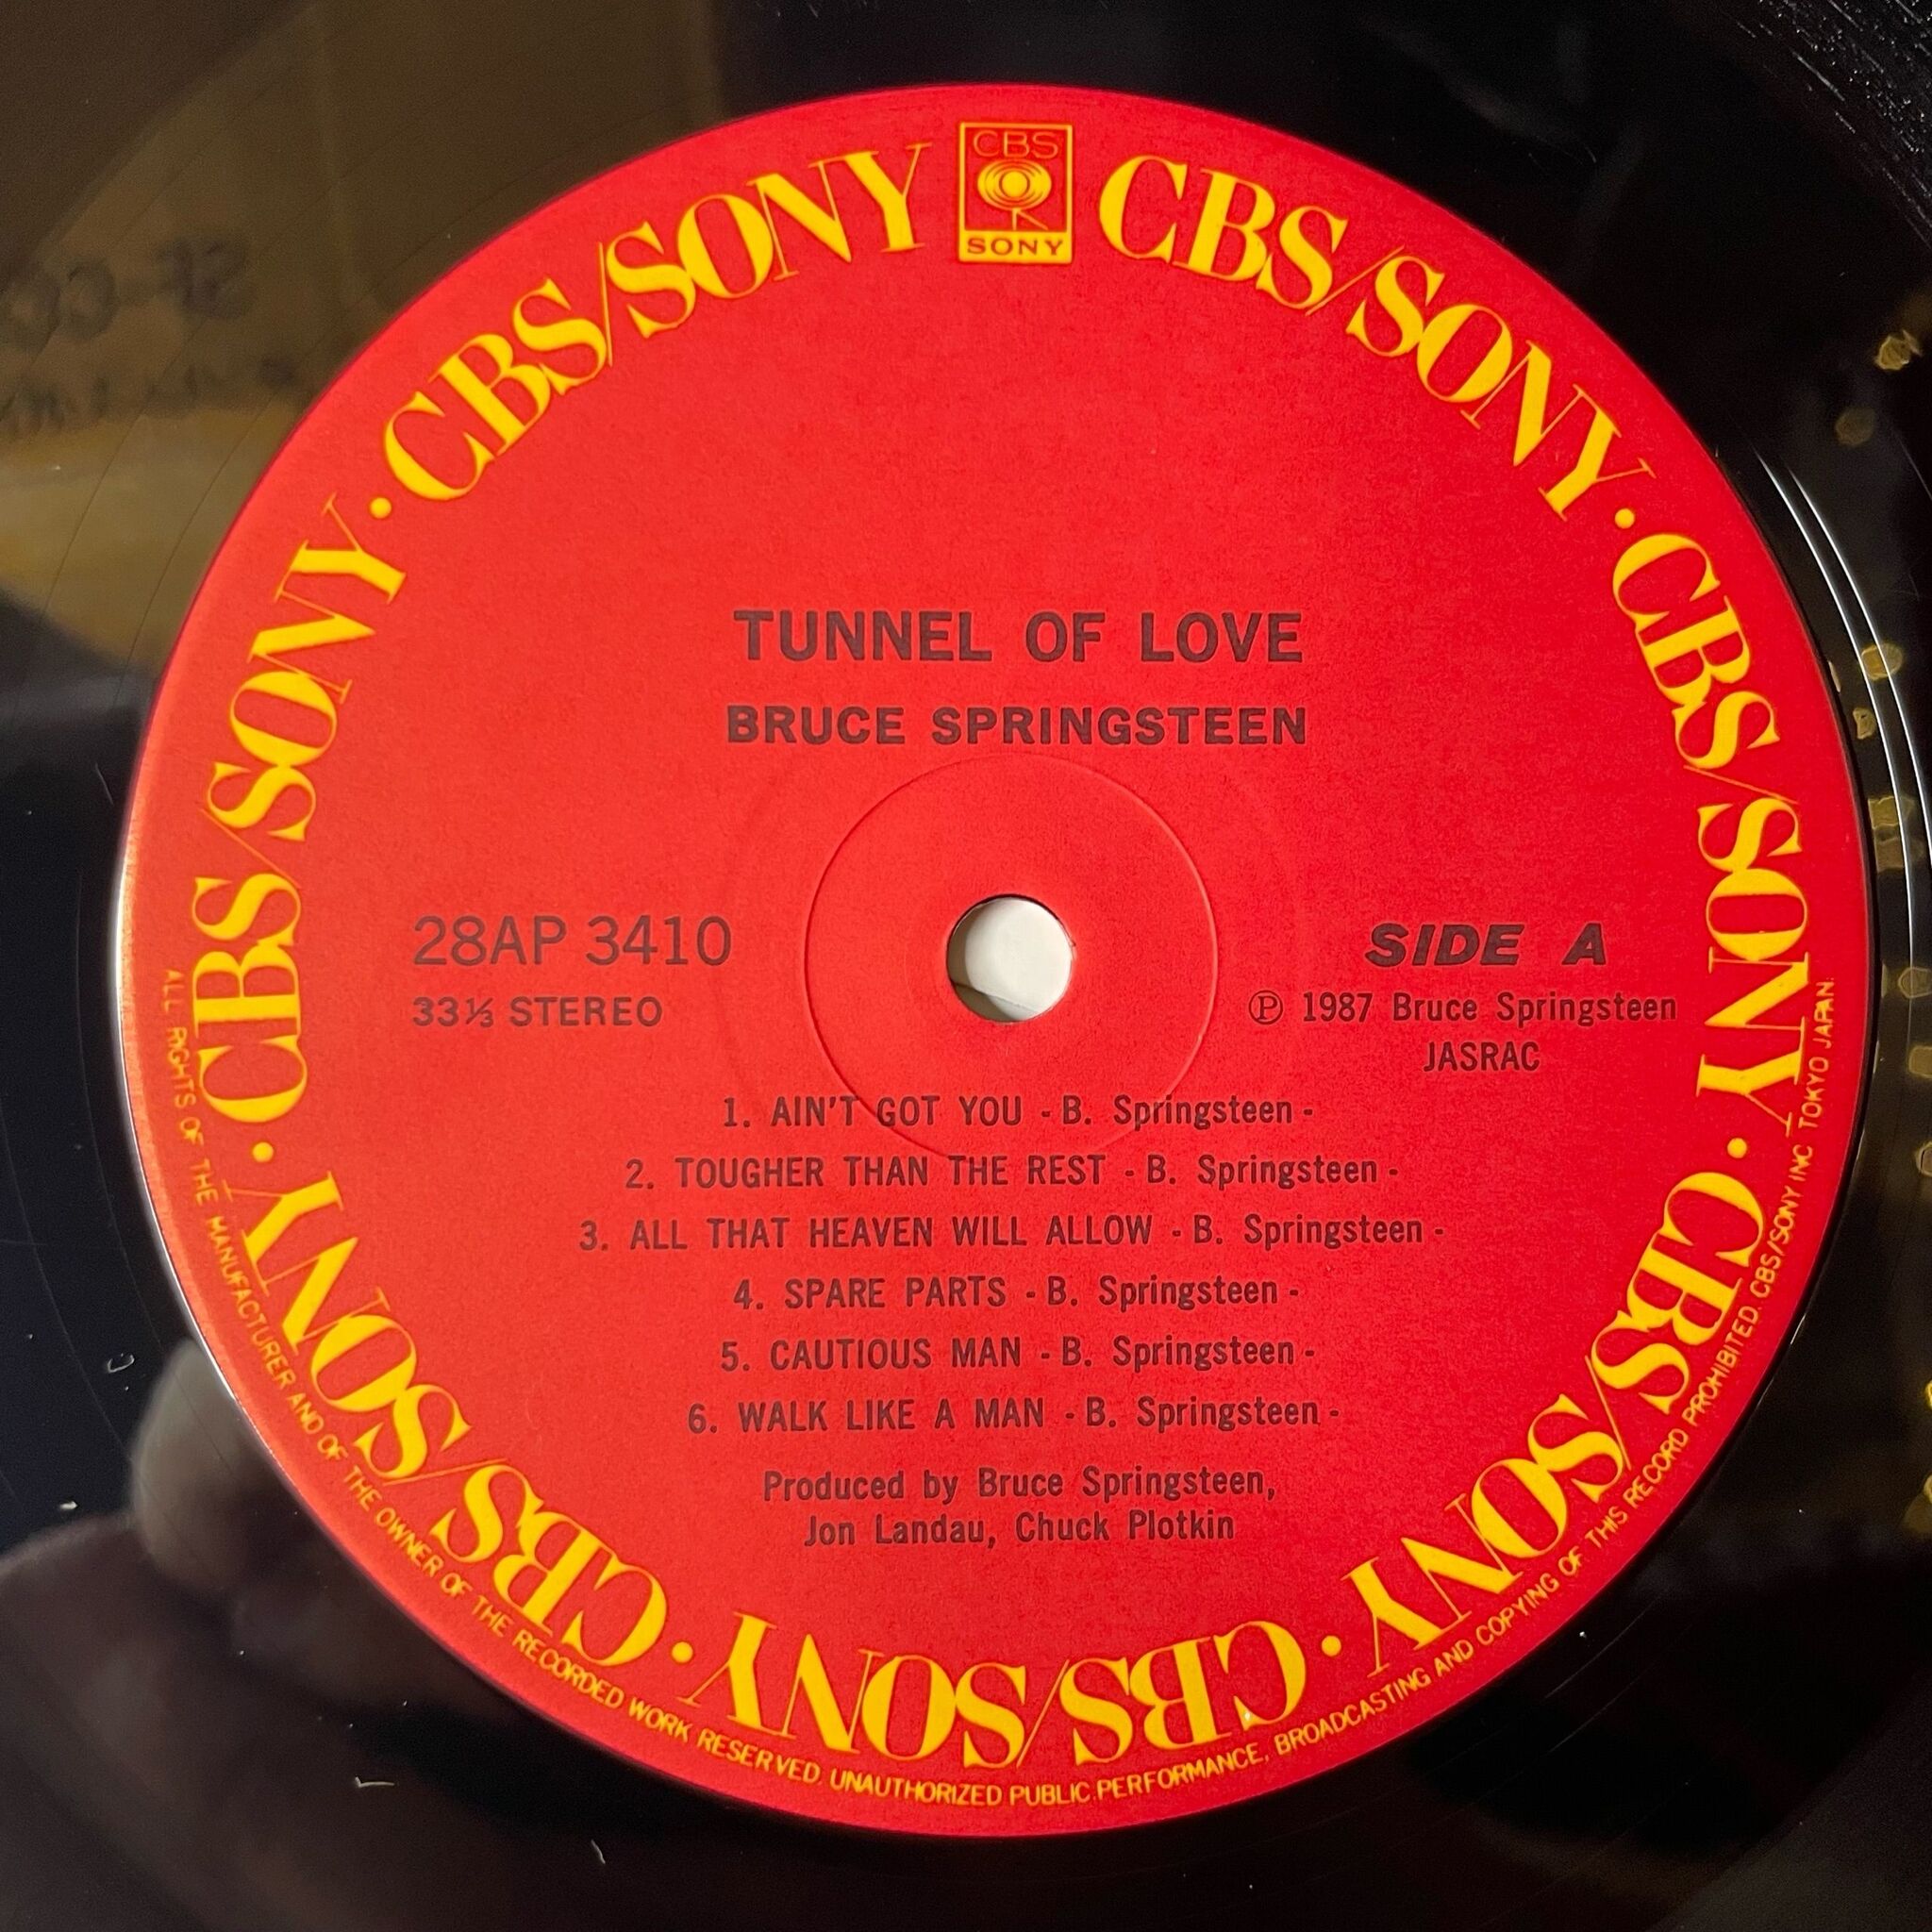 CBS
SONY
CBS/SONY · CBS/SONY · CBS/SONY · CBS/SONY · CBS/SONY · CBS/SONY · CBS/SONY
TUNNEL OF LOVE
BRUCE SPRINGSTEEN
28AP 3410
33⅓ STEREO
SIDE A
Ⓟ 1987 Bruce Springsteen
JASRAC
1. AIN'T GOT YOU - B. Springsteen -
2. TOUGHER THAN THE REST - B. Springsteen -
3. ALL THAT HEAVEN WILL ALLOW - B. Springsteen -
4. SPARE PARTS - B. Springsteen -
5. CAUTIOUS MAN - B. Springsteen -
6. WALK LIKE A MAN - B. Springsteen -
Produced by Bruce Springsteen,
Jon Landau, Chuck Plotkin
ALL RIGHTS OF THE MANUFACTURER AND OF THE OWNER OF THE RECORDED WORK RESERVED. UNAUTHORIZED PUBLIC PERFORMANCE, BROADCASTING AND COPYING OF THIS RECORD PROHIBITED. CBS/SONY INC TOKYO JAPAN.